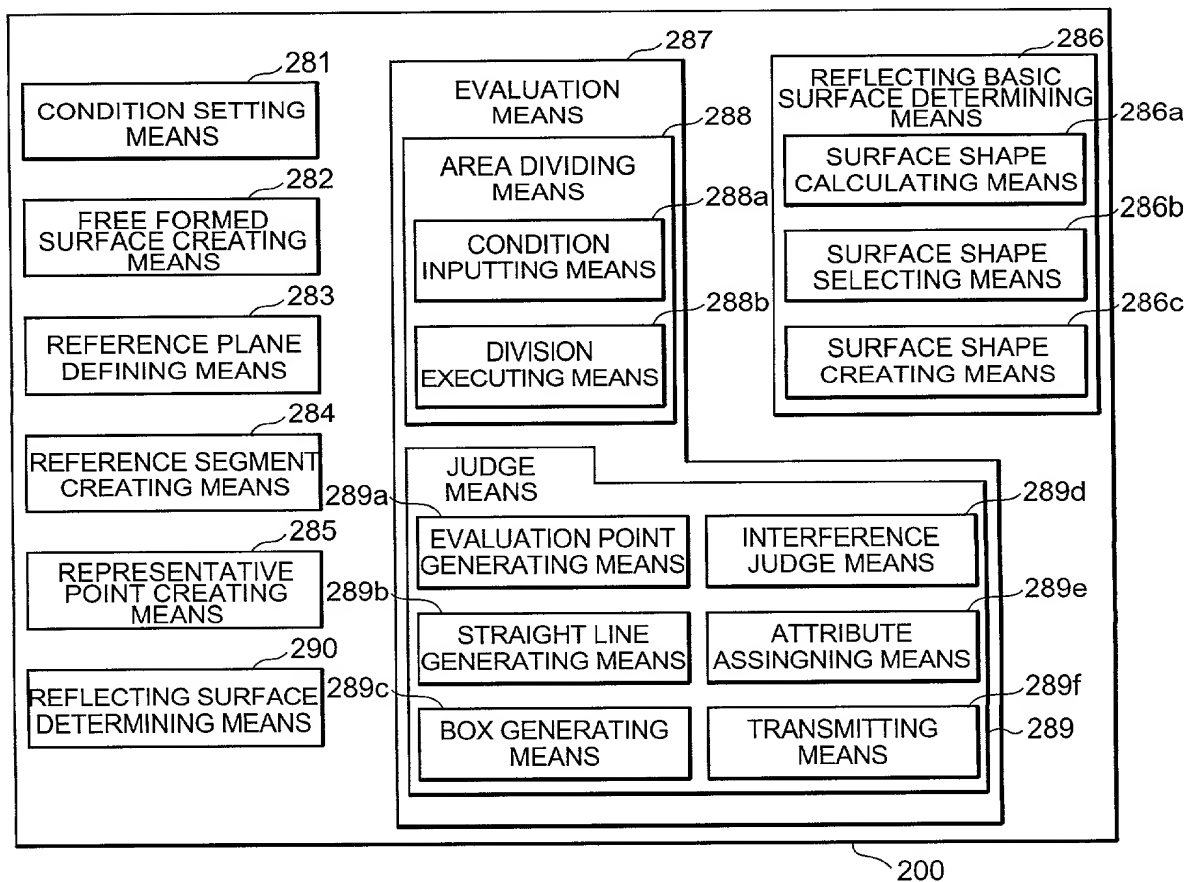 281
CONDITION SETTING
MEANS
282
FREE FORMED
SURFACE CREATING
MEANS
283
REFERENCE PLANE
DEFINING MEANS
284
REFERENCE SEGMENT
CREATING MEANS
285
REPRESENTATIVE
POINT CREATING
MEANS
290
REFLECTING SURFACE
DETERMINING MEANS
287
EVALUATION
MEANS
288
AREA DIVIDING
MEANS
288a
CONDITION
INPUTTING MEANS
288b
DIVISION
EXECUTING MEANS
286
REFLECTING BASIC
SURFACE DETERMINING
MEANS
286a
SURFACE SHAPE
CALCULATING MEANS
286b
SURFACE SHAPE
SELECTING MEANS
286c
SURFACE SHAPE
CREATING MEANS
JUDGE
MEANS
289a
EVALUATION POINT
GENERATING MEANS
289b
STRAIGHT LINE
GENERATING MEANS
289c
BOX GENERATING
MEANS
289d
INTERFERENCE
JUDGE MEANS
289e
ATTRIBUTE
ASSINGNING MEANS
289f
TRANSMITTING
MEANS
289
200